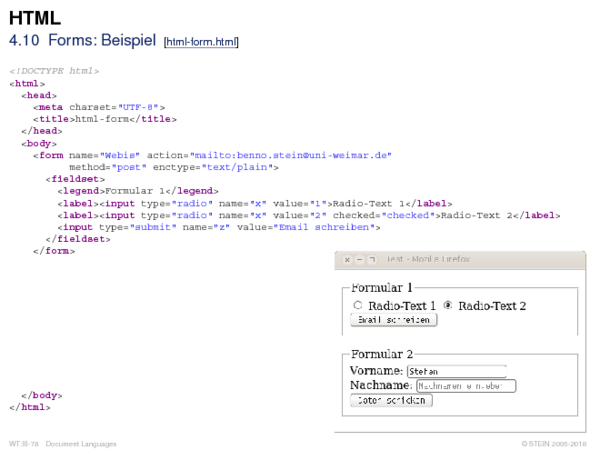 HTML
4.10 Forms: Beispiel [html-form.html]
<!DOCTYPE html>
<html>
<head>
<meta charset="UTF-8">
<title>html-form</title>
</head>
<body>
<form name="Webis" action="mailto:benno.stein@uni-weimar.de"
method="post" enctype="text/plain">
<fieldset>
<legend>Formular 1</legend>
<label><input type="radio" name="x" value="1">Radio-Text 1</label>
<label><input type="radio" name="x" value="2" checked="checked">Radio-Text 2</label>
<input type="submit" name="z" value="Email schreiben">
</fieldset>
</form>
Test - Mozilla Firefox
Formular 1
Radio-Text 1 Radio-Text 2
Email schreiben
Formular 2
Vorname: Stefan
Nachname: Nachnamen eingeben
Daten schicken
</body>
</html>
WT:III-78 Document Languages
© STEIN 2005-2018